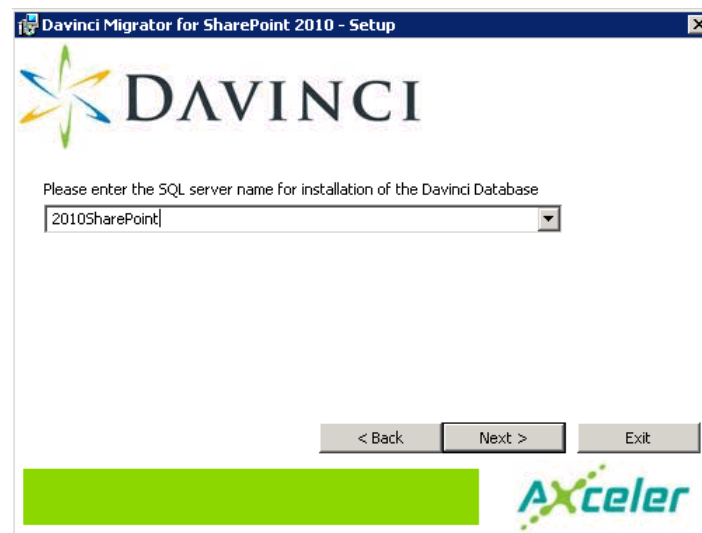 Davinci Migrator for SharePoint 2010 - Setup
DAVINCI
Please enter the SQL server name for installation of the Davinci Database
2010SharePoint
< Back Next > Exit
AXceler